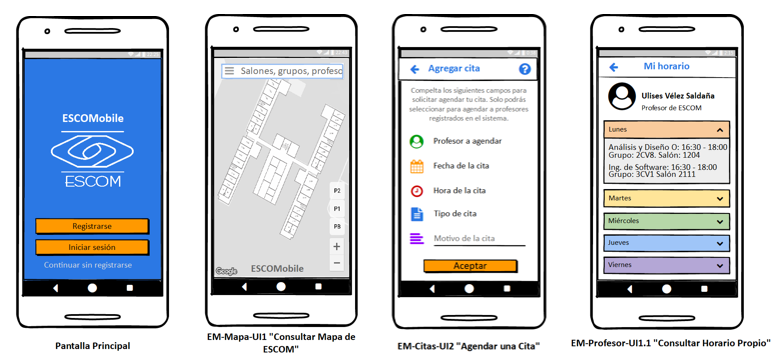 ESCOMobile
ESCOM
Registrarse
Iniciar sesión
Continuar sin registrarse
Pantalla Principal
Salones, grupos, profeso
P2
P1
PB
+
−
Google
ESCOMobile
EM-Mapa-UI1 "Consultar Mapa de
ESCOM"
Agregar cita
?
Compelta los siguientes campos para
solicitar agendar tu cita. Solo podrás
seleccionar para agendar a profesores
registrados en el sistema.
Profesor a agendar
Fecha de la cita
Hora de la cita
Tipo de cita
Motivo de la cita
Aceptar
EM-Citas-UI2 "Agendar una Cita"
Mi horario
Ulises Vélez Saldaña
Profesor de ESCOM
Lunes
Análisis y Diseño O: 16:30 - 18:00
Grupo: 2CV8. Salón: 1204
Ing. de Software: 16:30 - 18:00
Grupo: 3CV1 Salón 2111
Martes
Miércoles
Jueves
Viernes
EM-Profesor-UI1.1 "Consultar Horario Propio"